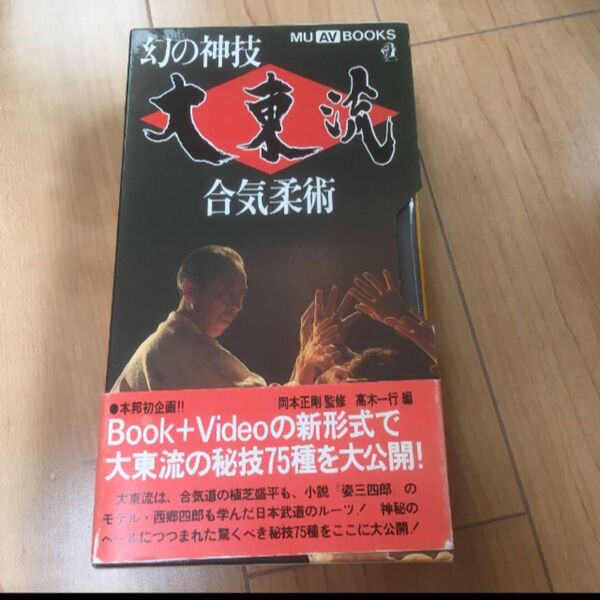 MU AV BOOKS
幻の神技
大東流
合気柔術
●本邦初企画!!
岡本正剛 監修 高木一行 編
Book+Videoの新形式で
大東流の秘技75種を大公開!
大東流は、合気道の植芝盛平も、小説『姿三四郎』の
モデル・西郷四郎も学んだ日本武道のルーツ! 神秘の
ベールにつつまれた驚くべき秘技75種をここに大公開!